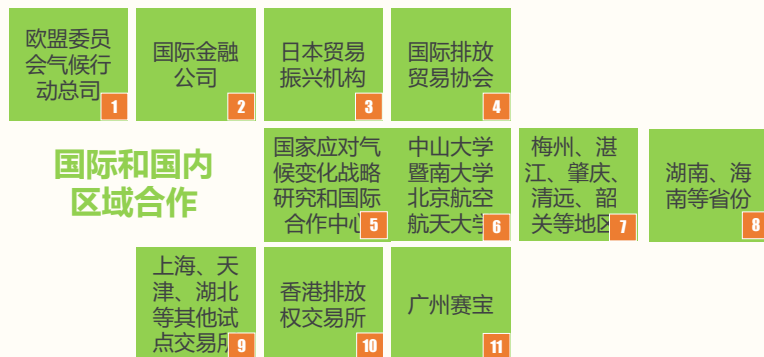 欧盟委员
会气候行
动总司
1
国际金融
公司
2
日本贸易
振兴机构
3
国际排放
贸易协会
4
国际和国内
区域合作
国家应对气
候变化战略
研究和国际
合作中心
5
中山大学
暨南大学
北京航空
航天大学
6
梅州、湛
江、肇庆、
清远、韶
关等地区
7
湖南、海
南等省份
8
上海、天
津、湖北
等其他试
点交易所
9
香港排放
权交易所
10
广州赛宝
11